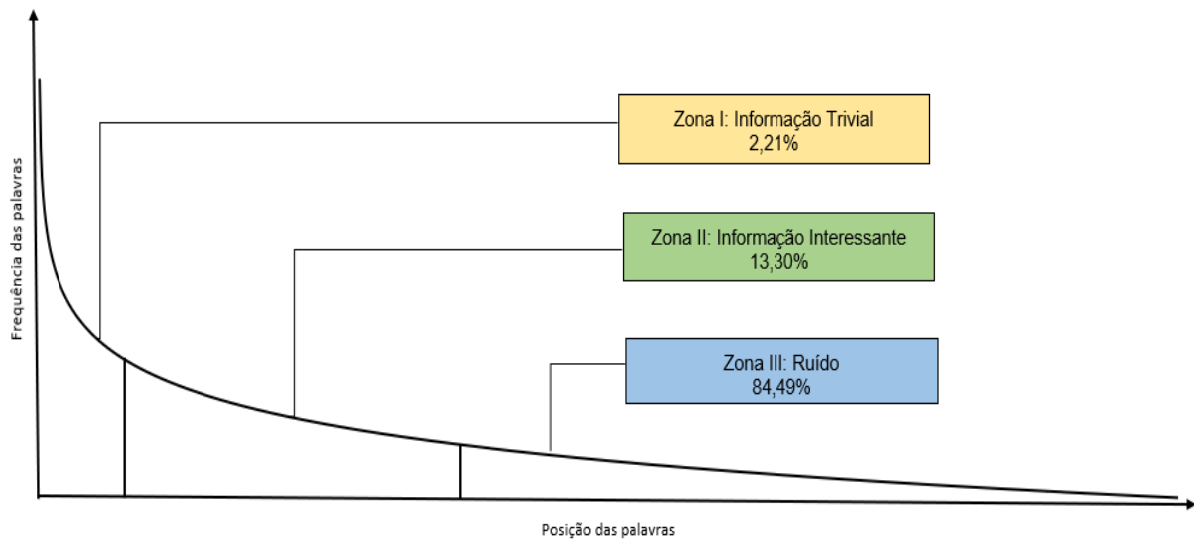 Frequência das palavras
Zona I: Informação Trivial
2,21%
Zona II: Informação Interessante
13,30%
Zona III: Ruído
84,49%
Posição das palavras